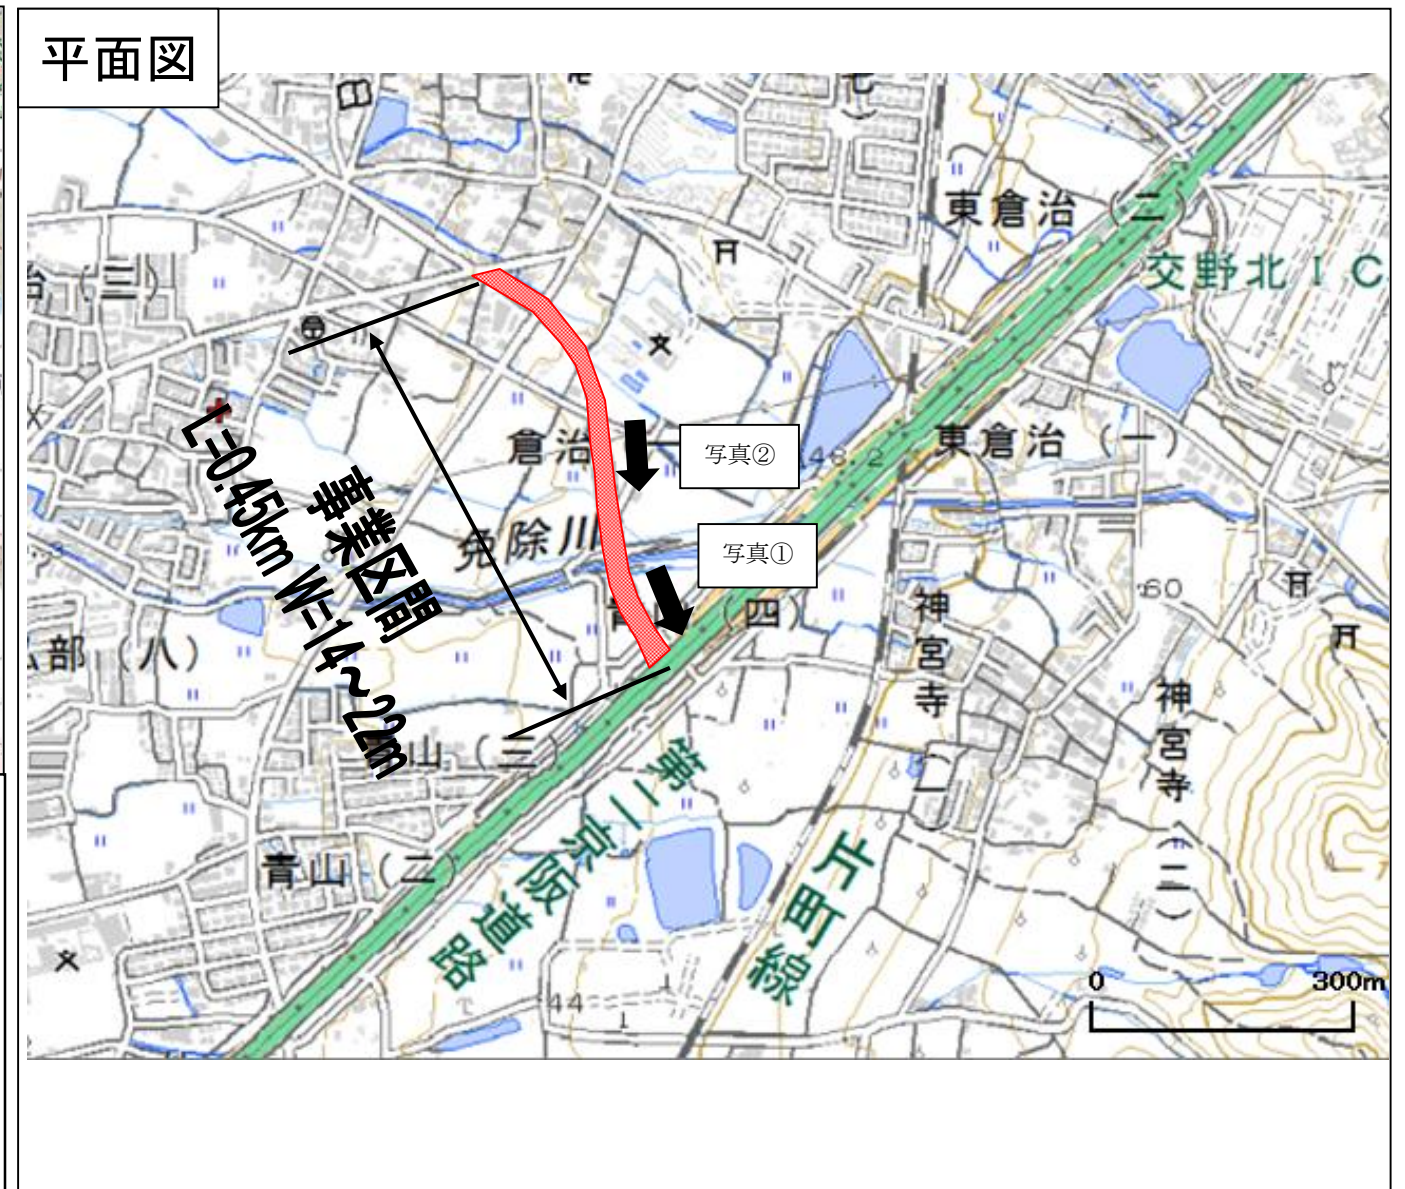 平面図
東倉治 (二)
交野北IC
治(三)
倉治
写真②
48.2
東倉治 (一)
免除川
写真①
事業区間
L=0.45km W=14~22m
(四)
神宮寺(一)
60
部(八)
神宮寺(二)
山(三)
第二京阪道路
青山(二)
片町線
44
0 300m